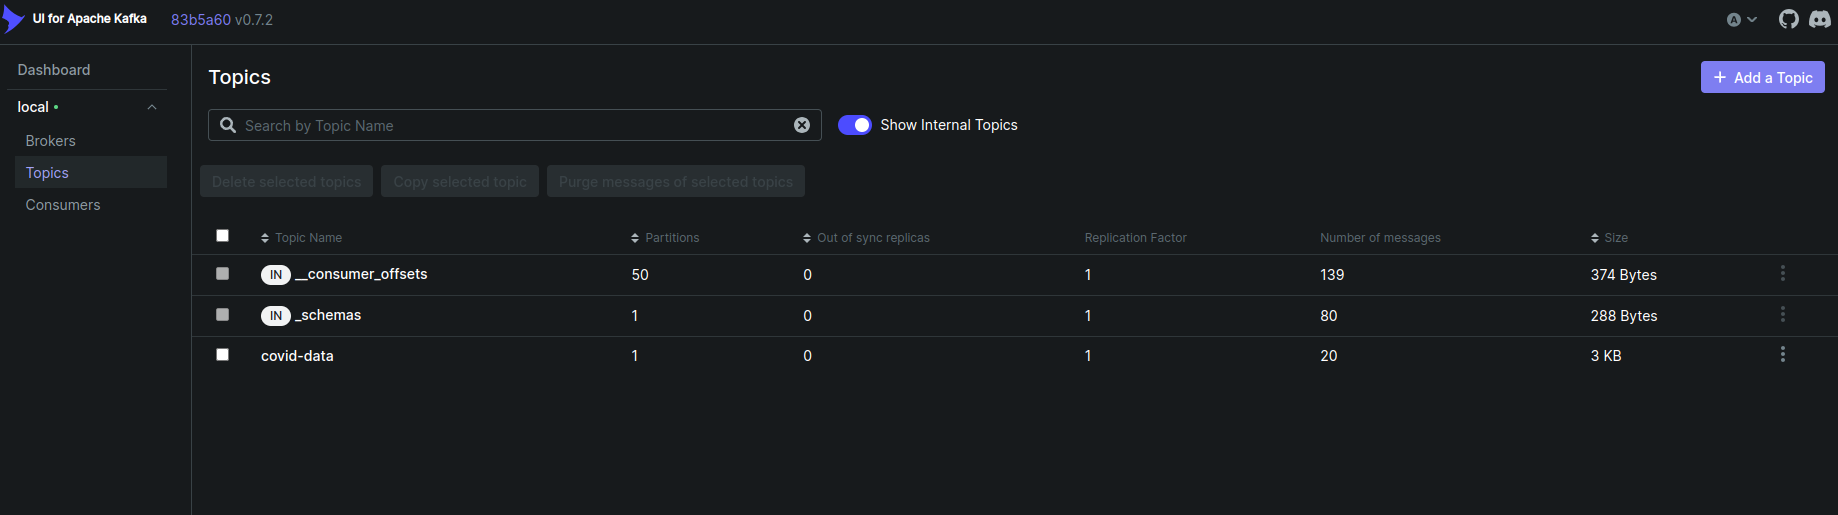 UI for Apache Kafka 83b5a60 v0.7.2 A
Dashboard
local
Brokers
Topics
Consumers
Topics
+ Add a Topic
Search by Topic Name
Show Internal Topics
Delete selected topics Copy selected topic Purge messages of selected topics
Topic Name Partitions Out of sync replicas Replication Factor Number of messages Size
IN __consumer_offsets 50 0 1 139 374 Bytes
IN _schemas 1 0 1 80 288 Bytes
covid-data 1 0 1 20 3 KB